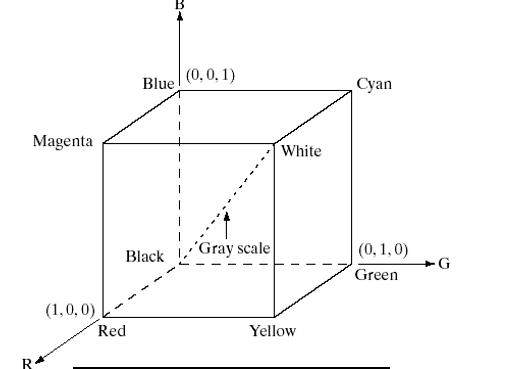 B
Blue (0, 0, 1)
Cyan
Magenta
White
Black
Gray scale
(0, 1, 0)
G
Green
(1, 0, 0)
Red
Yellow
R